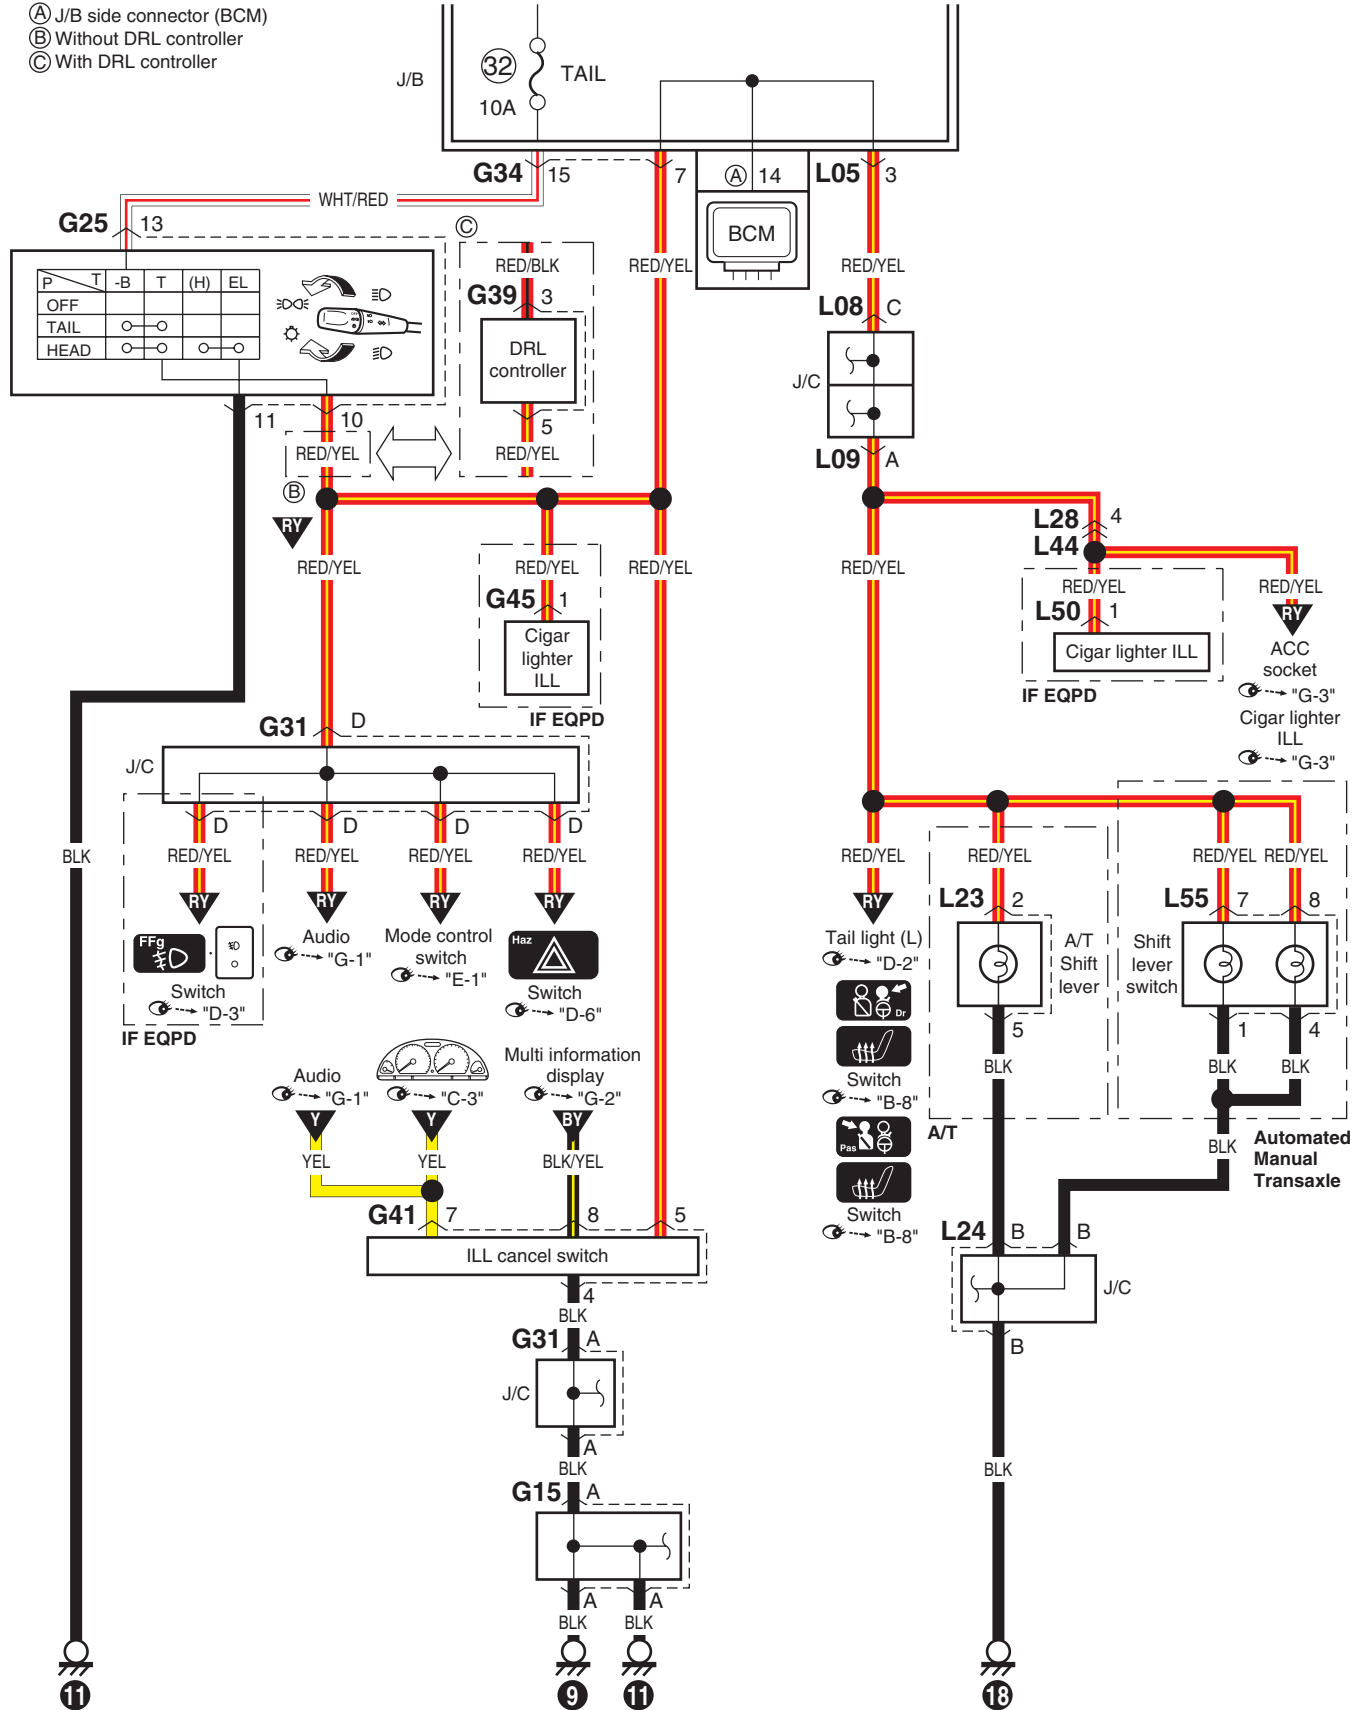 A J/B side connector (BCM)
B Without DRL controller
C With DRL controller
J/B
32
10A
TAIL
G34
15
7
A
14
L05
3
WHT/RED
G25
13
C
BCM
P
T
-B
T
(H)
EL
OFF
TAIL
HEAD
RED/BLK
RED/YEL
RED/YEL
G39
3
L08
C
DRL
controller
J/C
11
10
5
RED/YEL
RED/YEL
L09
A
B
RY
L28
4
L44
RED/YEL
RED/YEL
RED/YEL
RED/YEL
RED/YEL
RED/YEL
G45
1
L50
1
RY
Cigar
lighter
ILL
Cigar lighter ILL
ACC
socket
"G-3"
IF EQPD
IF EQPD
Cigar lighter
ILL
"G-3"
G31
D
J/C
D
D
D
D
BLK
RED/YEL
RED/YEL
RED/YEL
RED/YEL
RED/YEL
RED/YEL
RED/YEL
RED/YEL
RY
RY
RY
RY
RY
L23
2
L55
7
8
FFg
Switch
"D-3"
IF EQPD
Audio
"G-1"
Mode control
switch
"E-1"
Haz
Switch
"D-6"
Tail light (L)
"D-2"
A/T
Shift
lever
Shift
lever
switch
Dr
5
1
4
Switch
"B-8"
BLK
BLK
BLK
Audio
"G-1"
"C-3"
Multi information
display
"G-2"
Y
Y
BY
Pas
Switch
"B-8"
A/T
BLK
Automated
Manual
Transaxle
YEL
YEL
BLK/YEL
G41
7
8
5
L24
B
B
ILL cancel switch
J/C
4
BLK
B
G31
A
J/C
A
BLK
BLK
G15
A
A
A
BLK
BLK
11
9
11
18